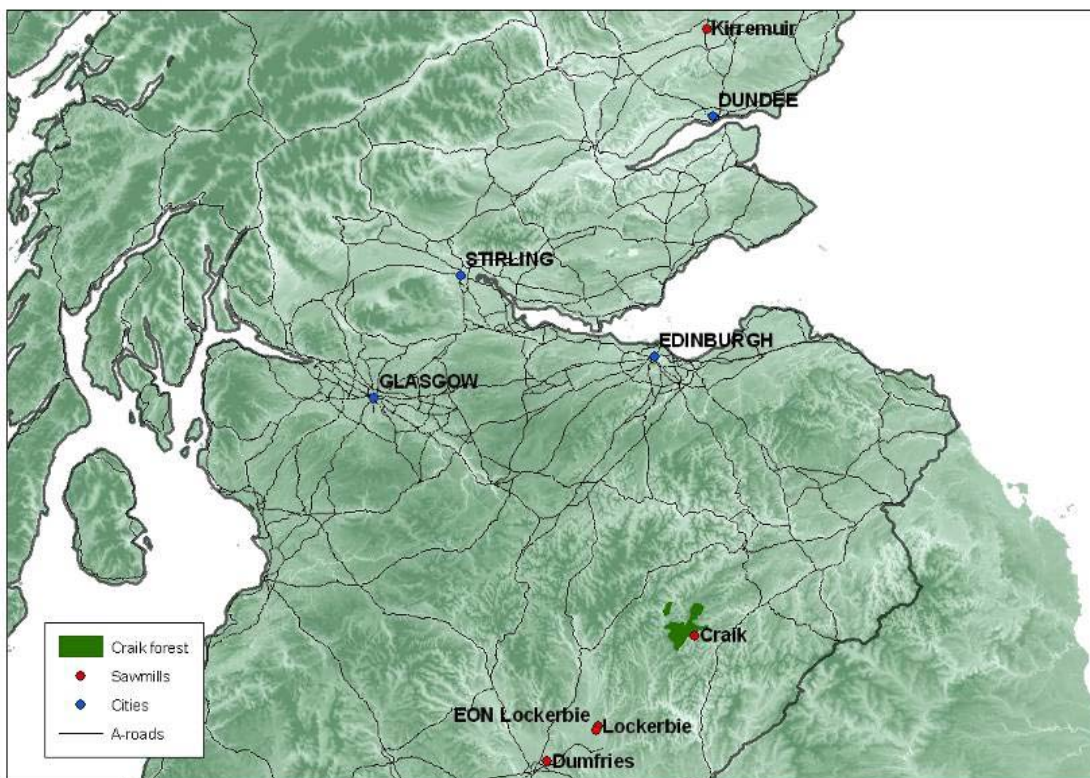 Kirremuir
DUNDEE
STIRLING
EDINBURGH
GLASGOW
Craik
EON Lockerbie
Lockerbie
Dumfries
Craik forest
Sawmills
Cities
A-roads